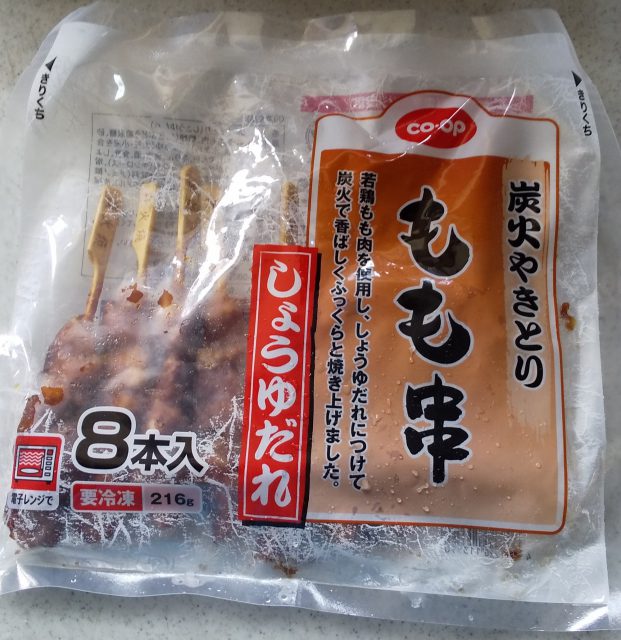 きりくち
きりくち
co-op
炭火やきとり
もも串
若鶏もも肉を使用し、しょうゆだれにつけて
炭火で香ばしくふっくらと焼き上げました。
しょうゆだれ
8本入
電子レンジで
要冷凍 216g